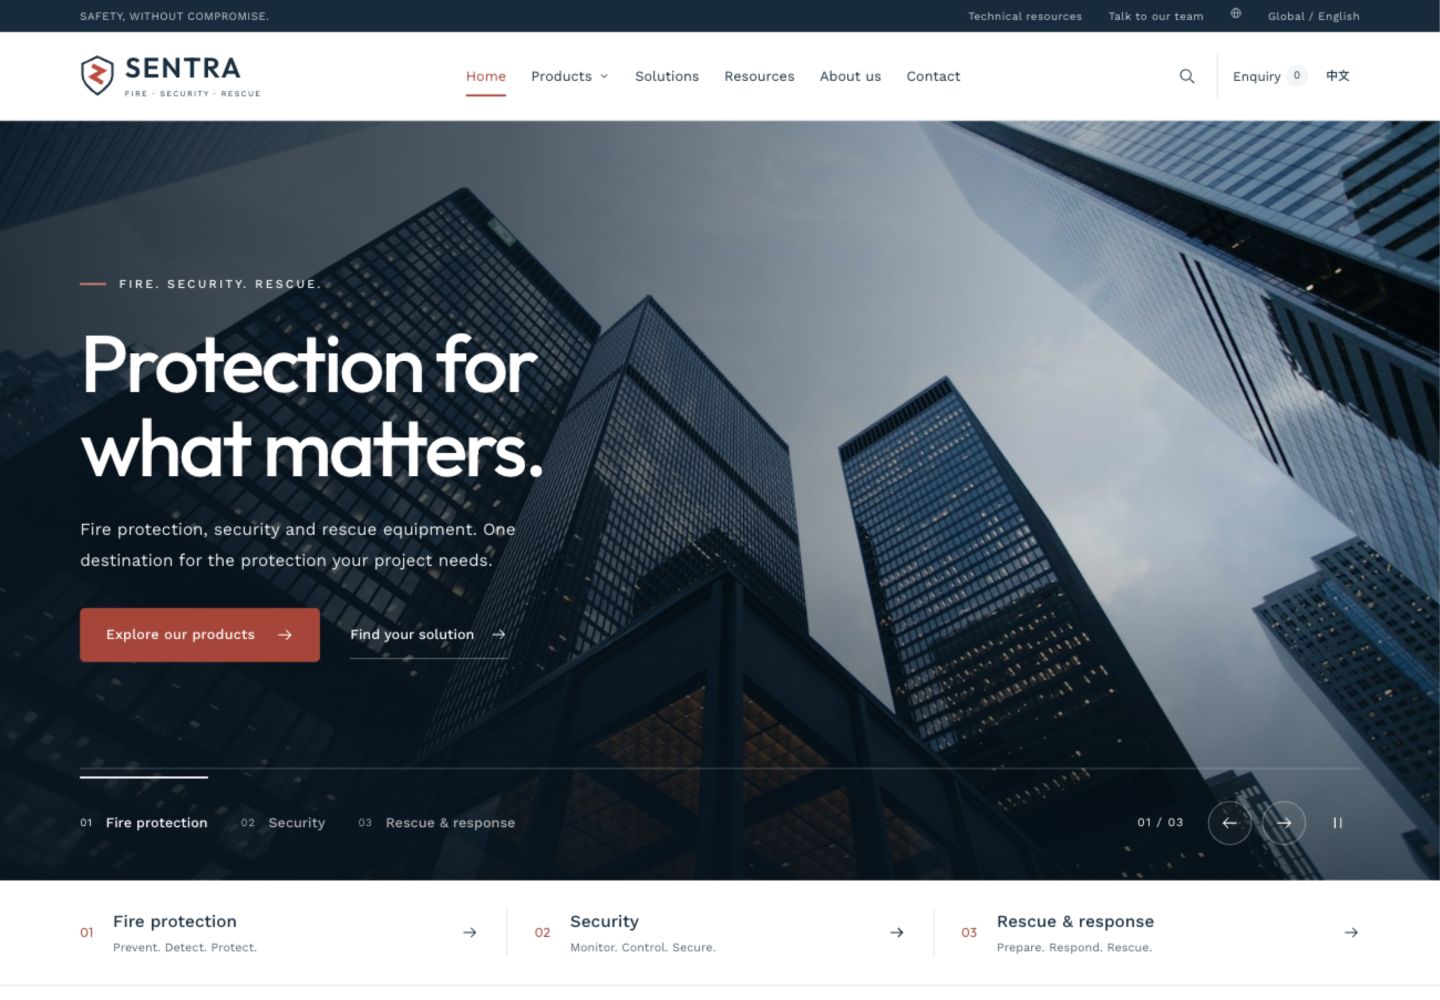 SAFETY, WITHOUT COMPROMISE.
Technical resources
Talk to our team
Global / English
SENTRA
FIRE · SECURITY · RESCUE
Home
Products
Solutions
Resources
About us
Contact
Enquiry 0
中文
FIRE. SECURITY. RESCUE.
Protection for
what matters.
Fire protection, security and rescue equipment. One
destination for the protection your project needs.
Explore our products
Find your solution
01 Fire protection
02 Security
03 Rescue & response
01 / 03
01 Fire protection
Prevent. Detect. Protect.
02 Security
Monitor. Control. Secure.
03 Rescue & response
Prepare. Respond. Rescue.